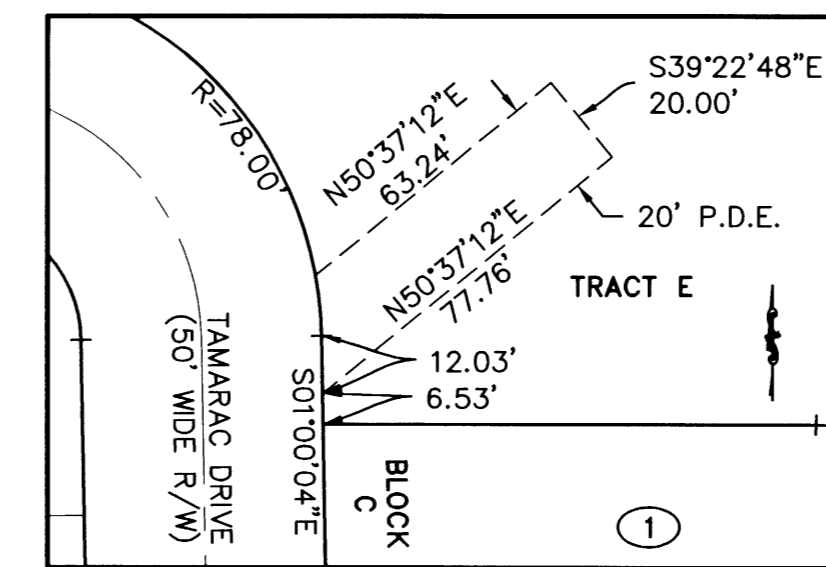 S39°22'48"E
20.00'
R=78.00'
N50°37'12"E
63.24'
N50°37'12"E
77.76'
20' P.D.E.
TRACT E
12.03'
6.53'
S01°00'04"E
TAMARAC DRIVE
(50' WIDE R/W)
BLOCK
C
1